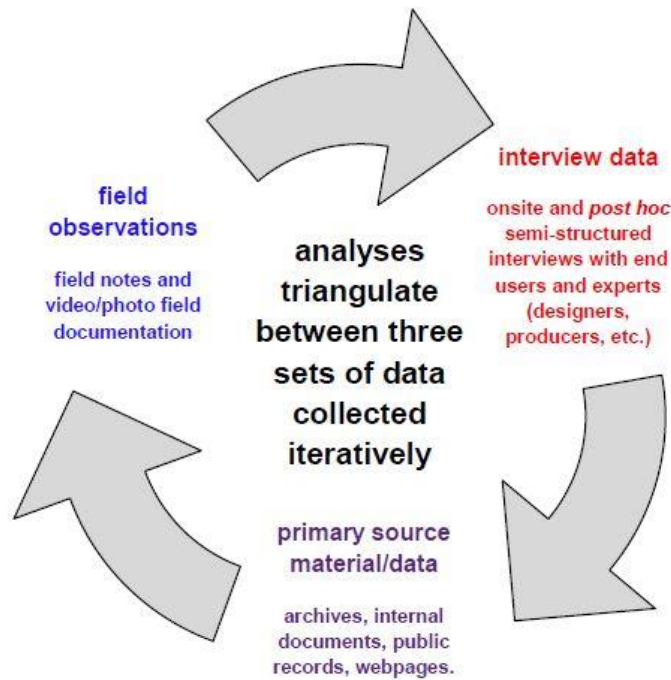 field
observations
field notes and
video/photo field
documentation
interview data
onsite and post hoc
semi-structured
interviews with end
users and experts
(designers,
producers, etc.)
analyses
triangulate
between three
sets of data
collected
iteratively
primary source
material/data
archives, internal
documents, public
records, webpages.